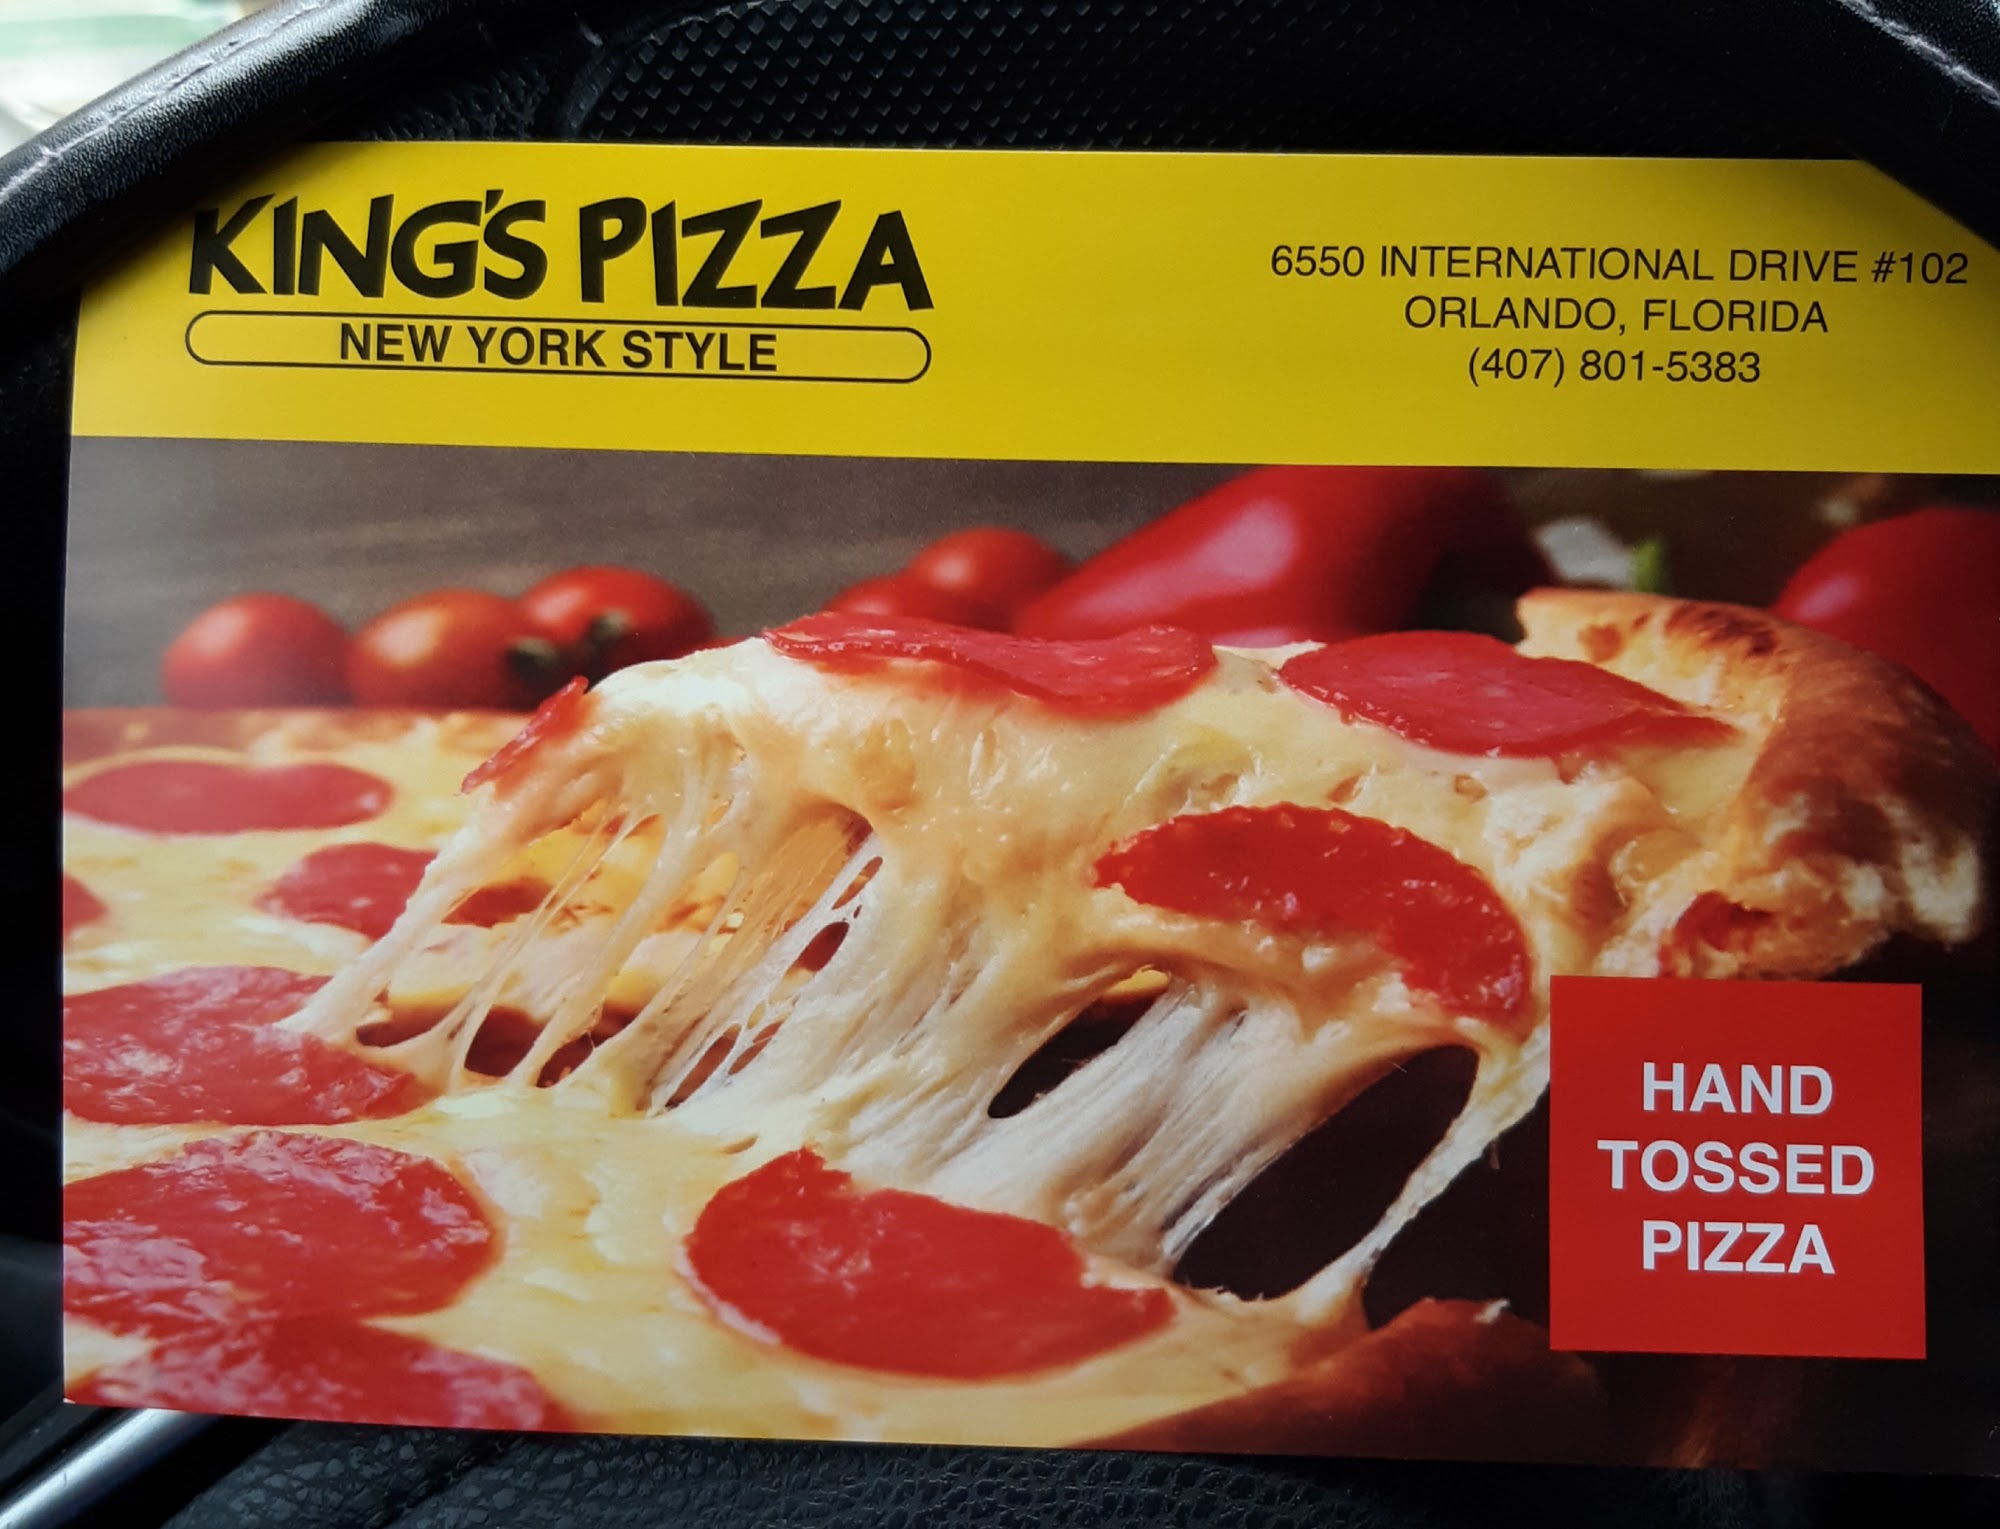 KING'S PIZZA
NEW YORK STYLE
6550 INTERNATIONAL DRIVE #102
ORLANDO, FLORIDA
(407) 801-5383
HAND
TOSSED
PIZZA